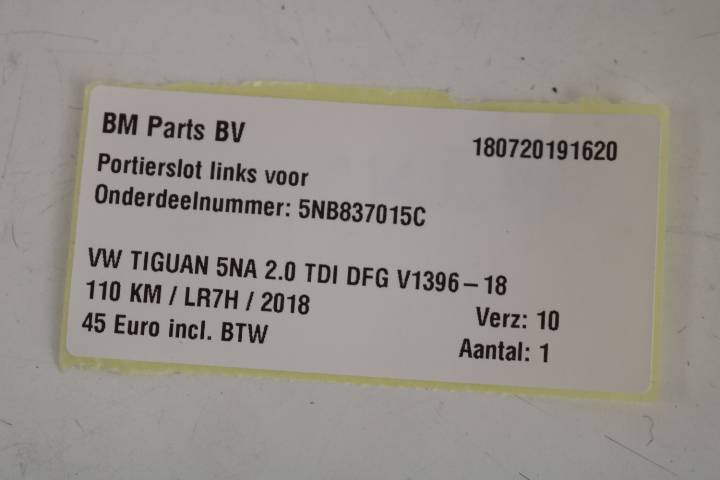 BM Parts BV
180720191620
Portierslot links voor
Onderdeelnummer: 5NB837015C
VW TIGUAN 5NA 2.0 TDI DFG V1396-18
110 KM / LR7H / 2018
Verz: 10
45 Euro incl. BTW
Aantal: 1